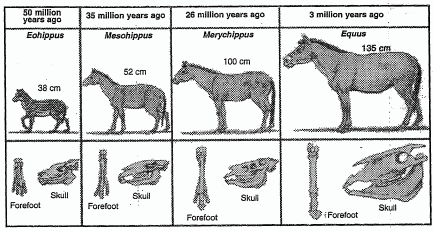 50 million
years ago
35 million years ago
26 million years ago
3 million years ago
Eohippus
Mesohippus
Merychippus
Equus
38 cm
52 cm
100 cm
135 cm
Forefoot
Skull
Forefoot
Skull
Forefoot
Skull
Forefoot
Skull